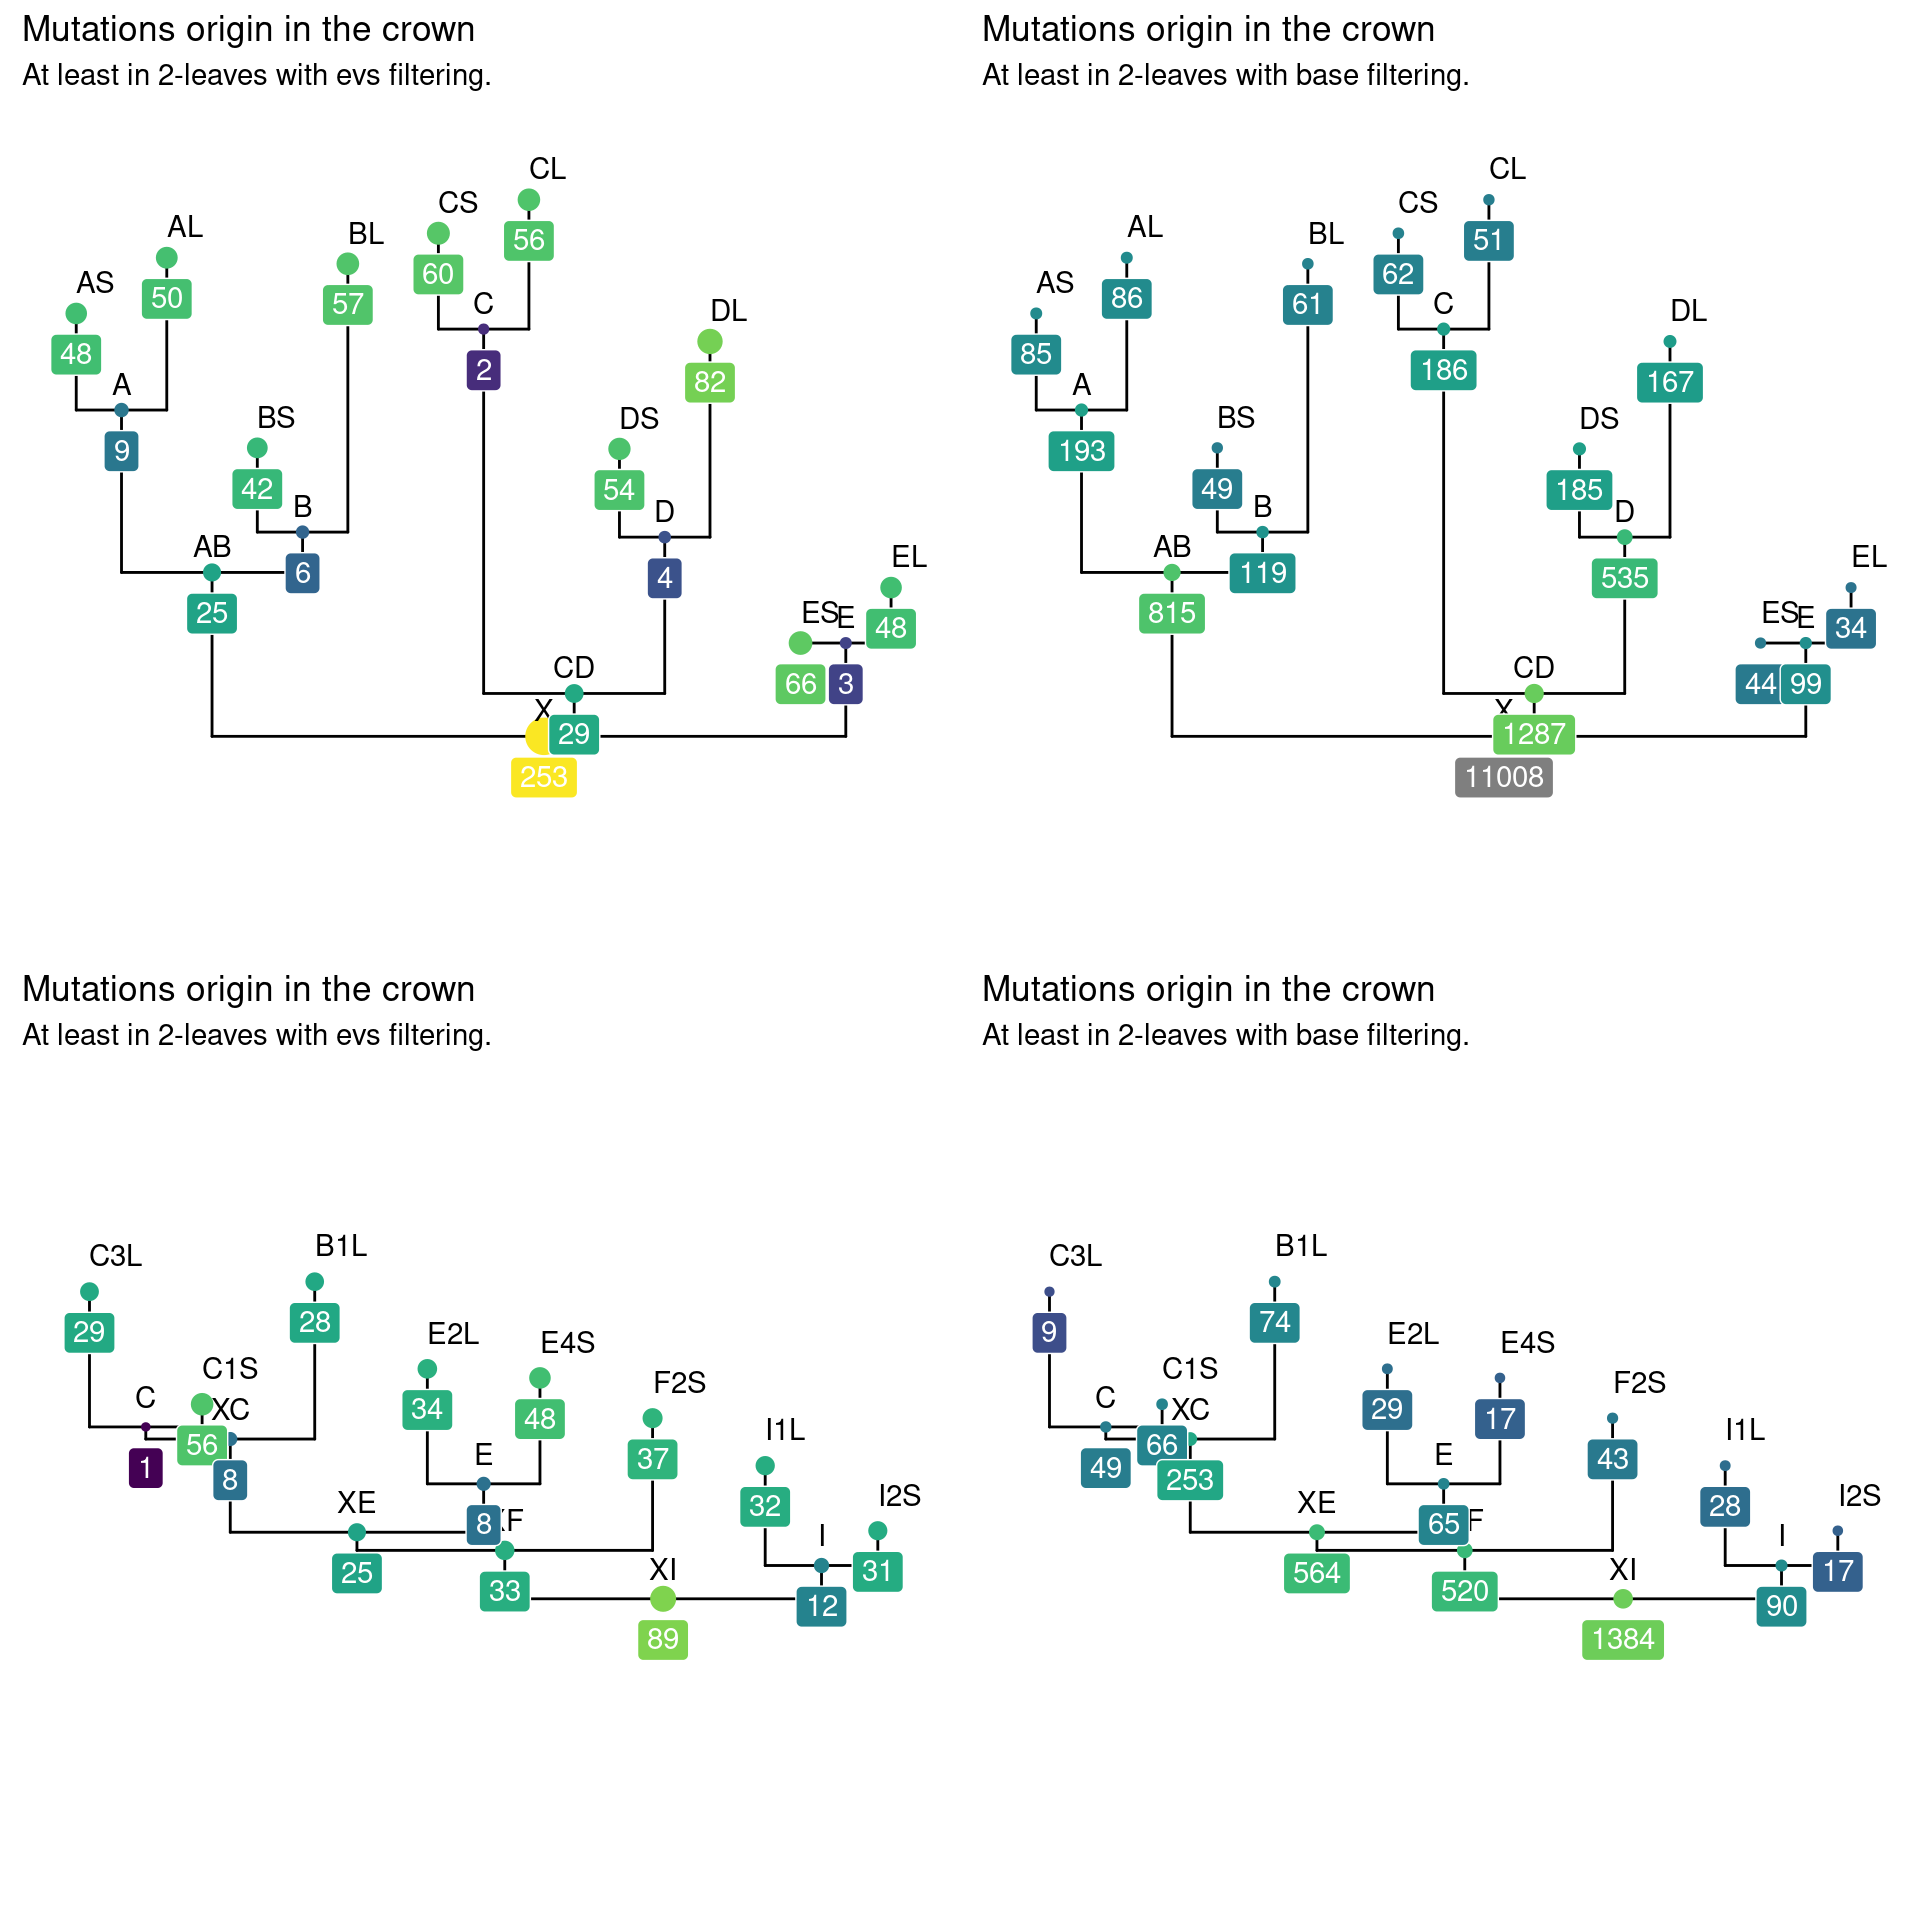 Mutations origin in the crown
At least in 2-leaves with evs filtering.
CL
CS
56
AL
BL
60
AS
50
57
C
DL
48
2
82
A
BS
DS
9
42
54
B
D
AB
6
4
EL
25
ES
E
48
CD
66
3
X
29
253
Mutations origin in the crown
At least in 2-leaves with base filtering.
CL
CS
51
AL
BL
62
AS
86
61
C
DL
85
186
167
A
BS
DS
193
49
185
B
D
AB
119
535
EL
815
ES
E
34
CD
44
99
X
1287
11008
Mutations origin in the crown
At least in 2-leaves with evs filtering.
B1L
C3L
28
29
E2L
E4S
C1S
F2S
C
XC
34
48
I1L
56
E
37
1
8
XE
I2S
32
8
F
I
25
XI
31
33
12
89
Mutations origin in the crown
At least in 2-leaves with base filtering.
B1L
C3L
74
9
E2L
E4S
C1S
F2S
C
XC
29
17
I1L
66
E
43
49
253
XE
I2S
28
65
F
I
564
XI
17
520
90
1384